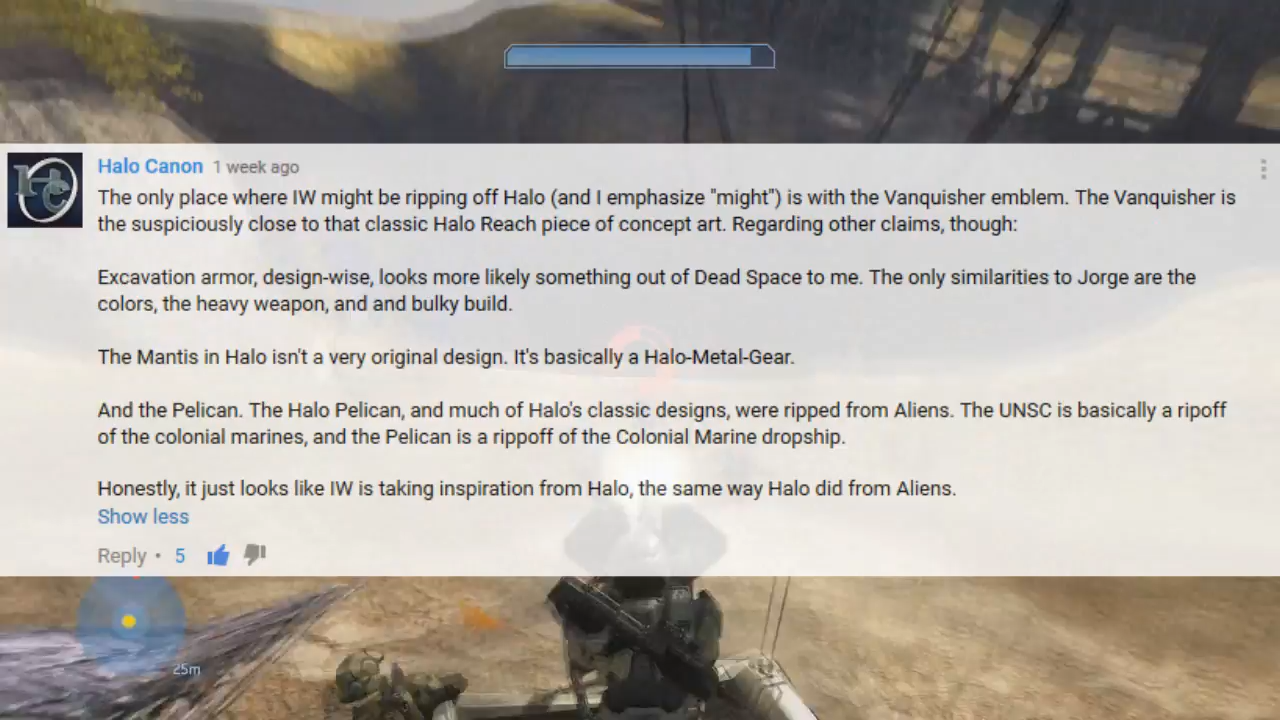 Halo Canon 1 week ago
The only place where IW might be ripping off Halo (and I emphasize "might") is with the Vanquisher emblem. The Vanquisher is
the suspiciously close to that classic Halo Reach piece of concept art. Regarding other claims, though:
Excavation armor, design-wise, looks more likely something out of Dead Space to me. The only similarities to Jorge are the
colors, the heavy weapon, and and bulky build.
The Mantis in Halo isn't a very original design. It's basically a Halo-Metal-Gear.
And the Pelican. The Halo Pelican, and much of Halo's classic designs, were ripped from Aliens. The UNSC is basically a ripoff
of the colonial marines, and the Pelican is a rippoff of the Colonial Marine dropship.
Honestly, it just looks like IW is taking inspiration from Halo, the same way Halo did from Aliens.
Show less
Reply • 5
25m